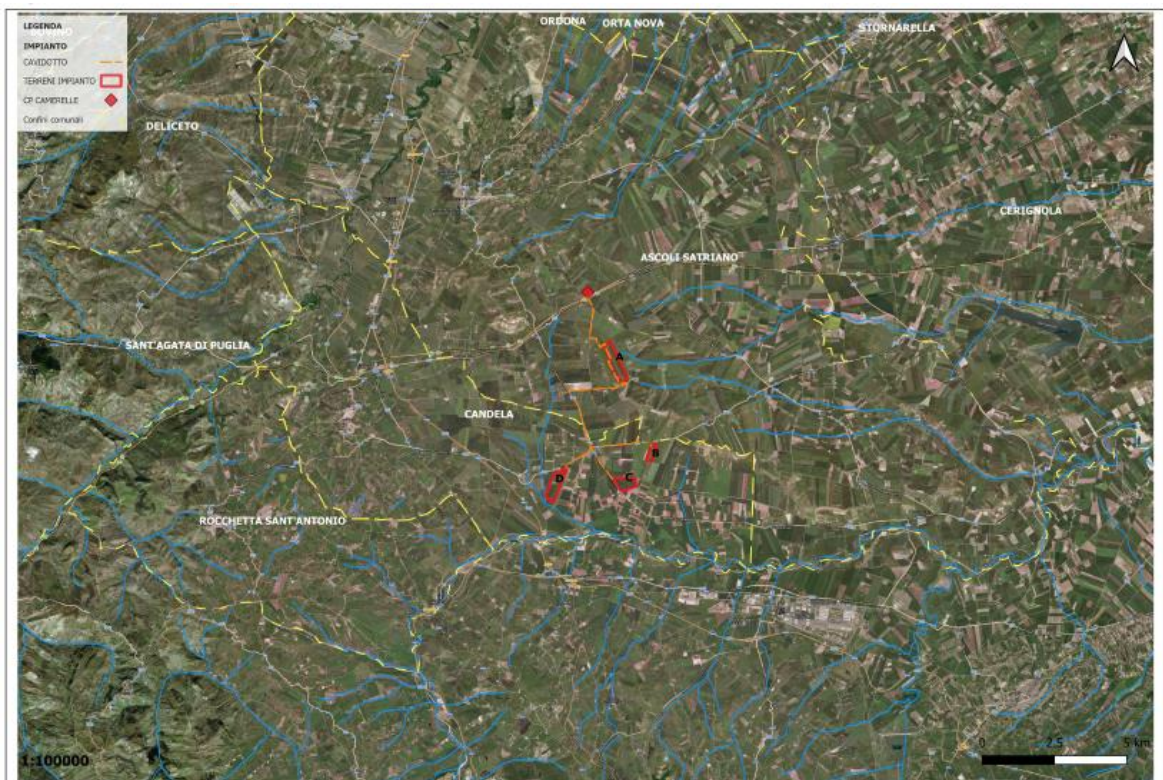 LEGENDA
BOVINO
IMPIANTO
CAVIDOTTO
TERRENI IMPIANTO
CP CAMERELLE
Confini comunali
ORDONA
ORTA NOVA
STORNARELLA
DELICETO
CERIGNOLA
ASCOLI SATRIANO
SANT'AGATA DI PUGLIA
A
CANDELA
B
D
C
ROCCHETTA SANT'ANTONIO
1:100000
0 2.5 5 km